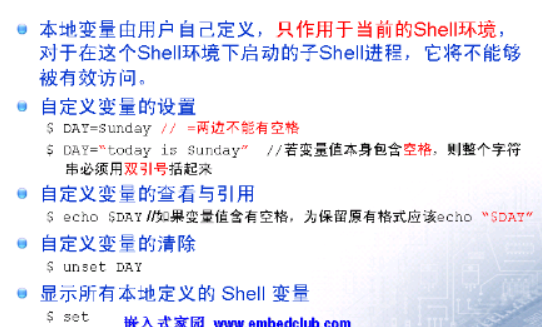 本地变量由用户自己定义，只作用于当前的Shell环境，
对于在这个Shell环境下启动的子Shell进程，它将不能够
被有效访问。
自定义变量的设置
$ DAY=Sunday // =两边不能有空格
$ DAY="today is Sunday" //若变量值本身包含空格，则整个字符
串必须用双引号括起来
自定义变量的查看与引用
$ echo $DAY //如果变量值含有空格，为保留原有格式应该echo "$DAY"
自定义变量的清除
$ unset DAY
显示所有本地定义的 Shell 变量
$ set
嵌入式家园 www.embedclub.com